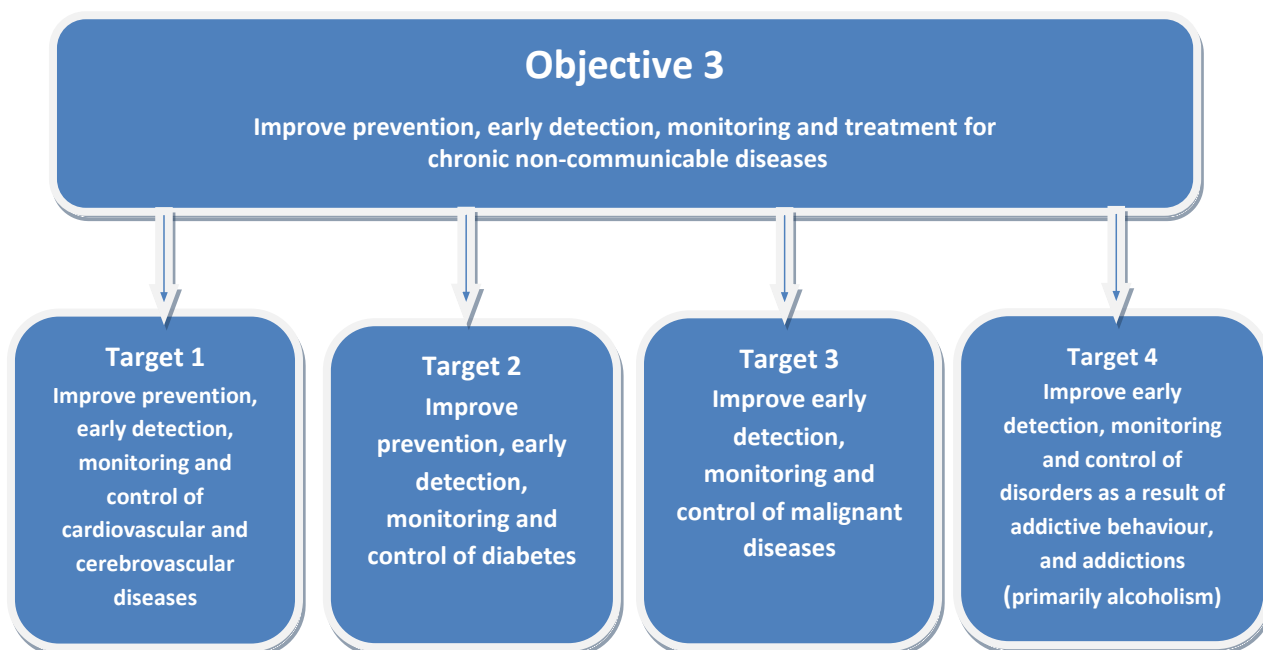 Objective 3
Improve prevention, early detection, monitoring and treatment for
chronic non-communicable diseases
Target 1
Improve prevention,
early detection,
monitoring and
control of
cardiovascular and
cerebrovascular
diseases
Target 2
Improve
prevention, early
detection,
monitoring and
control of diabetes
Target 3
Improve early
detection,
monitoring and
control of malignant
diseases
Target 4
Improve early
detection, monitoring
and control of
disorders as a result of
addictive behaviour,
and addictions
(primarily alcoholism)